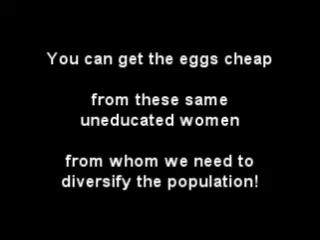 You can get the eggs cheap
from these same
uneducated women
from whom we need to
diversify the population!